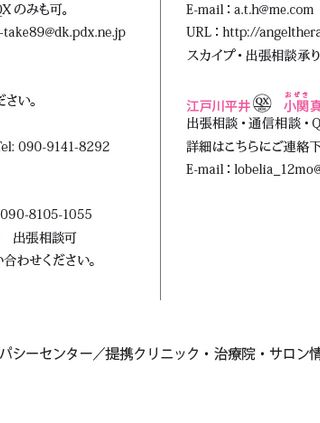 QXのみも可。
-take89@dk.pdx.ne.jp
ださい。
Tel: 090-9141-8292
090-8105-1055
出張相談可
い合わせください。
E-mail：a.t.h@me.com
URL：http://angelthera
スカイプ・出張相談承り
おぜき
江戸川平井 QX 小関真
出張相談・通信相談・Q
詳細はこちらにご連絡下
E-mail：lobelia_12mo@
パシーセンター／提携クリニック・治療院・サロン情